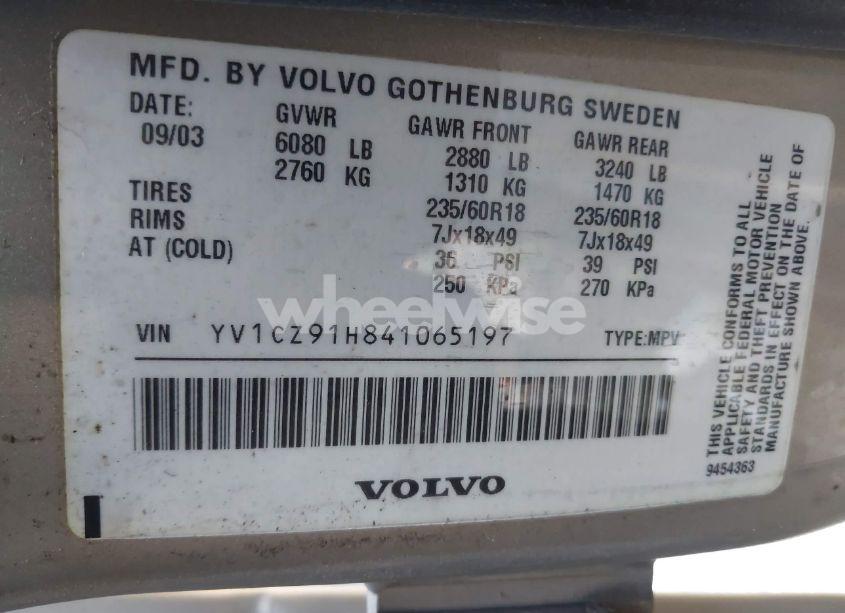 MFD. BY VOLVO GOTHENBURG SWEDEN
DATE: GVWR GAWR FRONT GAWR REAR
09/03 6080 LB 2880 LB 3240 LB
2760 KG 1310 KG 1470 KG
TIRES 235/60R18 235/60R18
RIMS 7Jx18x49 7Jx18x49
AT (COLD) 36 PSI 39 PSI
250 KPa 270 KPa
wheelwise
VIN YV1CZ91H841065197 TYPE:MPV
VOLVO
THIS VEHICLE CONFORMS TO ALL
APPLICABLE FEDERAL MOTOR VEHICLE
SAFETY AND THEFT PREVENTION
STANDARDS IN EFFECT ON THE DATE OF
MANUFACTURE SHOWN ABOVE.
9454363